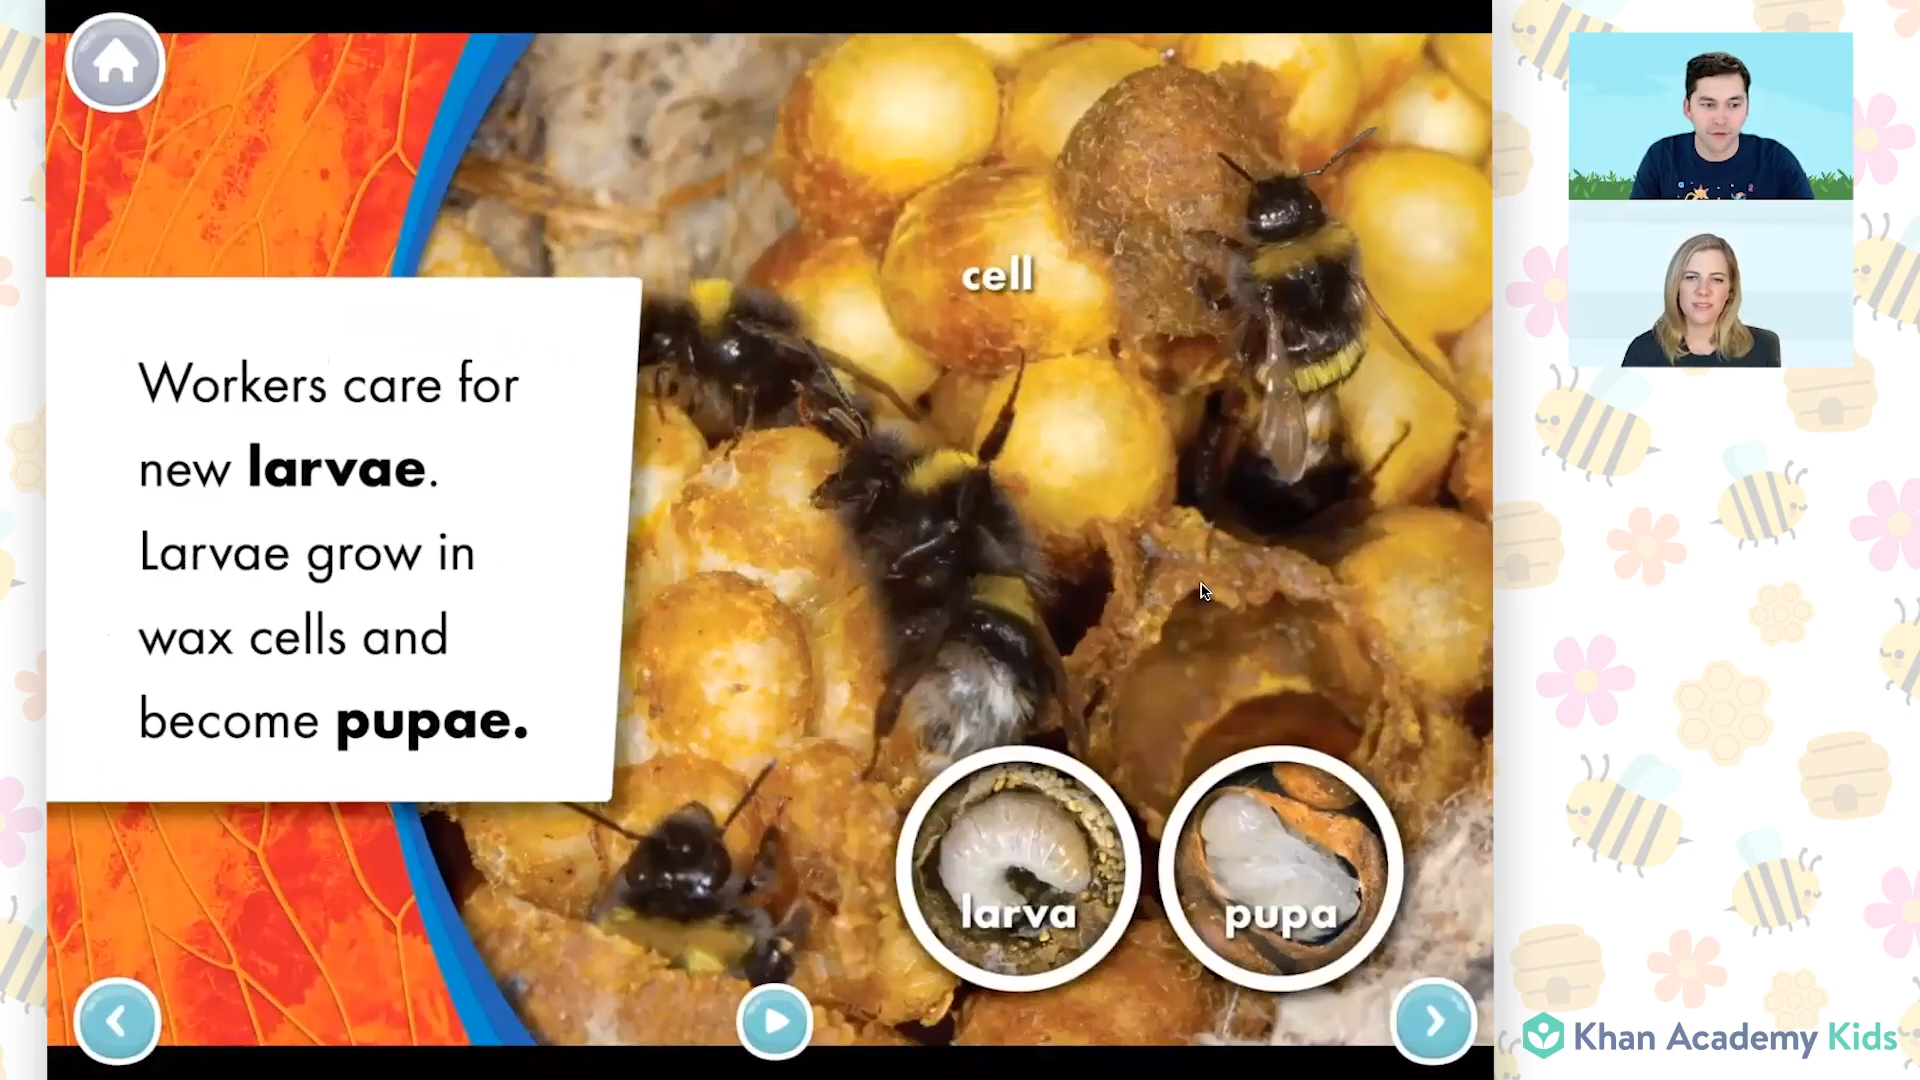 Workers care for
new larvae.
Larvae grow in
wax cells and
become pupae.
cell
larva
pupa
Khan Academy Kids